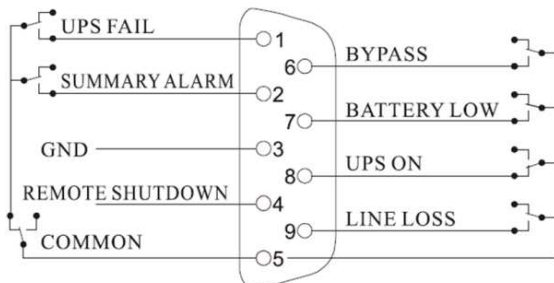 UPS FAIL
1
6
BYPASS
SUMMARY ALARM
2
7
BATTERY LOW
GND
3
8
UPS ON
REMOTE SHUTDOWN
4
9
LINE LOSS
COMMON
5